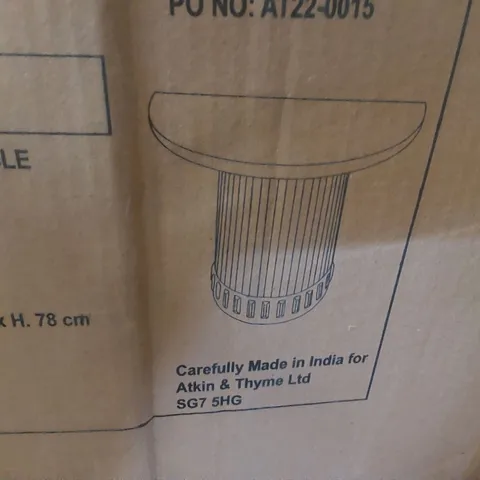 PO NO: AT22-0015
LE
x H. 78 cm
Carefully Made in India for
Atkin & Thyme Ltd
SG7 5HG